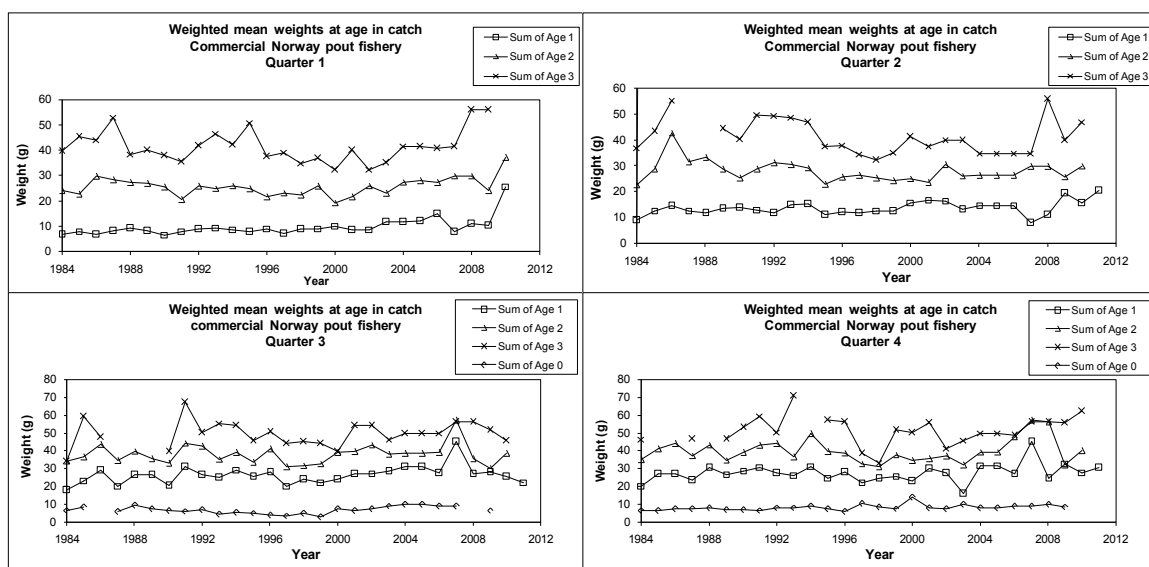 Weighted mean weights at age in catch
Commercial Norway pout fishery
Quarter 1
Sum of Age 1
Sum of Age 2
Sum of Age 3
Weight (g)
60
50
40
30
20
10
0
1984 1988 1992 1996 2000 2004 2008 2012
Year
Weighted mean weights at age in catch
Commercial Norway pout fishery
Quarter 2
Sum of Age 1
Sum of Age 2
Sum of Age 3
Weight (g)
60
50
40
30
20
10
0
1984 1988 1992 1996 2000 2004 2008 2012
Year
Weighted mean weights at age in catch
commercial Norway pout fishery
Quarter 3
Sum of Age 1
Sum of Age 2
Sum of Age 3
Sum of Age 0
Weight (g)
80
70
60
50
40
30
20
10
0
1984 1988 1992 1996 2000 2004 2008 2012
Year
Weighted mean weights at age in catch
Commercial Norway pout fishery
Quarter 4
Sum of Age 1
Sum of Age 2
Sum of Age 3
Sum of Age 0
Weight (g)
80
70
60
50
40
30
20
10
0
1984 1988 1992 1996 2000 2004 2008 2012
Year